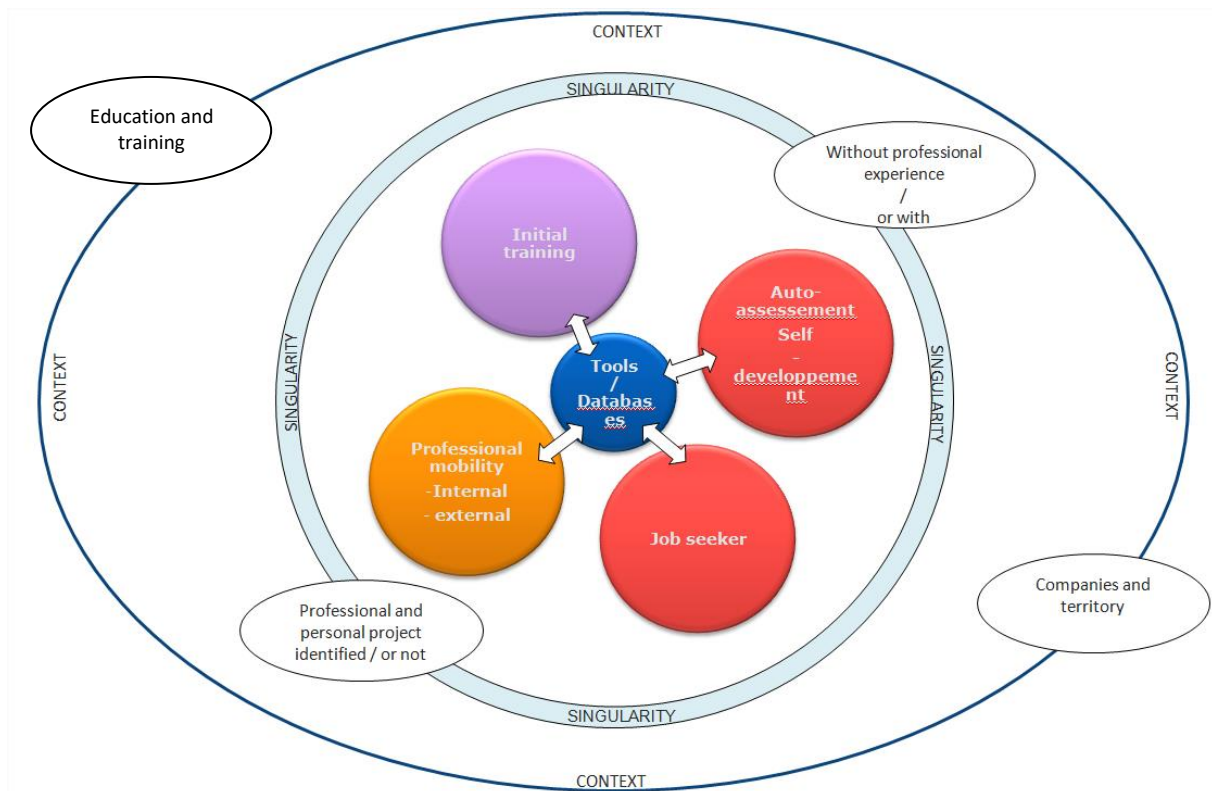 CONTEXT
SINGULARITY
Education and
training
Without professional
experience
/
or with
Initial
training
Auto-
assessement
Self
-
developpeme
nt
Tools
/
Databas
es
SINGULARITY
SINGULARITY
CONTEXT
CONTEXT
Professional
mobility
-Internal
- external
Job seeker
Professional and
personal project
identified / or not
Companies and
territory
SINGULARITY
CONTEXT